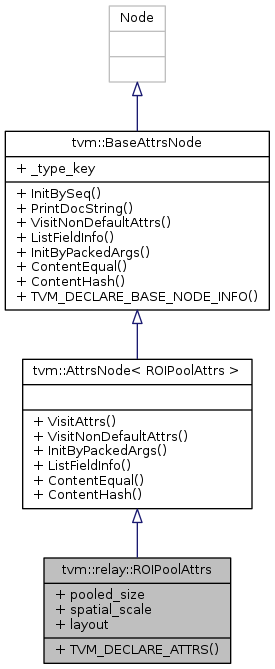 Node
tvm::BaseAttrsNode
+ _type_key
+ InitBySeq()
+ PrintDocString()
+ VisitNonDefaultAttrs()
+ ListFieldInfo()
+ InitByPackedArgs()
+ ContentEqual()
+ ContentHash()
+ TVM_DECLARE_BASE_NODE_INFO()
tvm::AttrsNode< ROIPoolAttrs >
+ VisitAttrs()
+ VisitNonDefaultAttrs()
+ InitByPackedArgs()
+ ListFieldInfo()
+ ContentEqual()
+ ContentHash()
tvm::relay::ROIPoolAttrs
+ pooled_size
+ spatial_scale
+ layout
+ TVM_DECLARE_ATTRS()